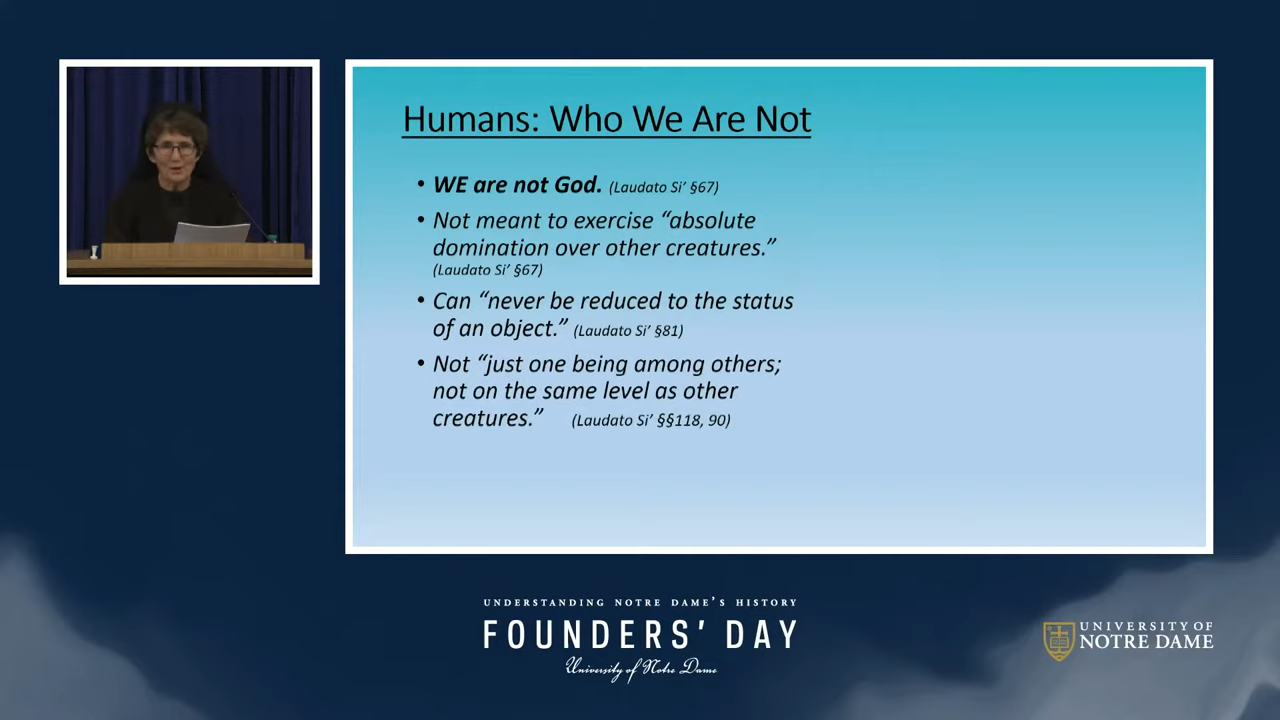 Humans: Who We Are Not
• WE are not God. (Laudato Si’ §67)
• Not meant to exercise “absolute
domination over other creatures.”
(Laudato Si’ §67)
• Can “never be reduced to the status
of an object.” (Laudato Si’ §81)
• Not “just one being among others;
not on the same level as other
creatures.” (Laudato Si’ §§118, 90)
UNDERSTANDING NOTRE DAME’S HISTORY
FOUNDERS’ DAY
University of Notre Dame
UNIVERSITY OF
NOTRE DAME